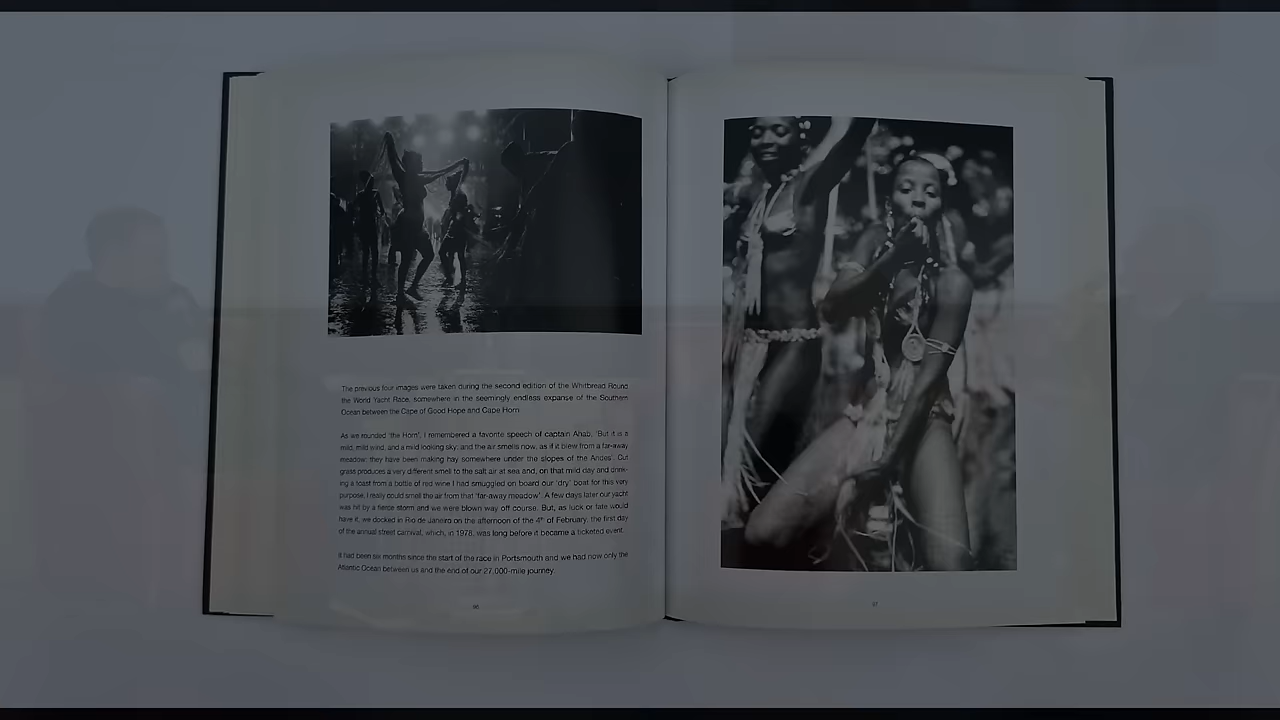 The previous four images were taken during the second edition of the Whitbread Round
the World Yacht Race, somewhere in the seemingly endless expanse of the Southern
Ocean between the Cape of Good Hope and Cape Horn.
As we rounded 'the Horn', I remembered a favorite speech of captain Ahab, 'But it is a
mild, mild wind, and a mild looking sky; and the air smells now, as if it blew from a far-away
meadow; they have been making hay somewhere under the slopes of the Andes'. Cut
grass produces a very different smell to the salt air at sea and, on that mild day and drink-
ing a toast from a bottle of red wine I had smuggled on board our 'dry' boat for this very
purpose, I really could smell the air from that 'far-away meadow'. A few days later our yacht
was hit by a fierce storm and we were blown way off course. But, as luck or fate would
have it, we docked in Rio de Janeiro on the afternoon of the 4th of February, the first day
of the annual street carnival, which, in 1978, was long before it became a ticketed event.
It had been six months since the start of the race in Portsmouth and we had now only the
Atlantic Ocean between us and the end of our 27,000-mile journey.
96
97